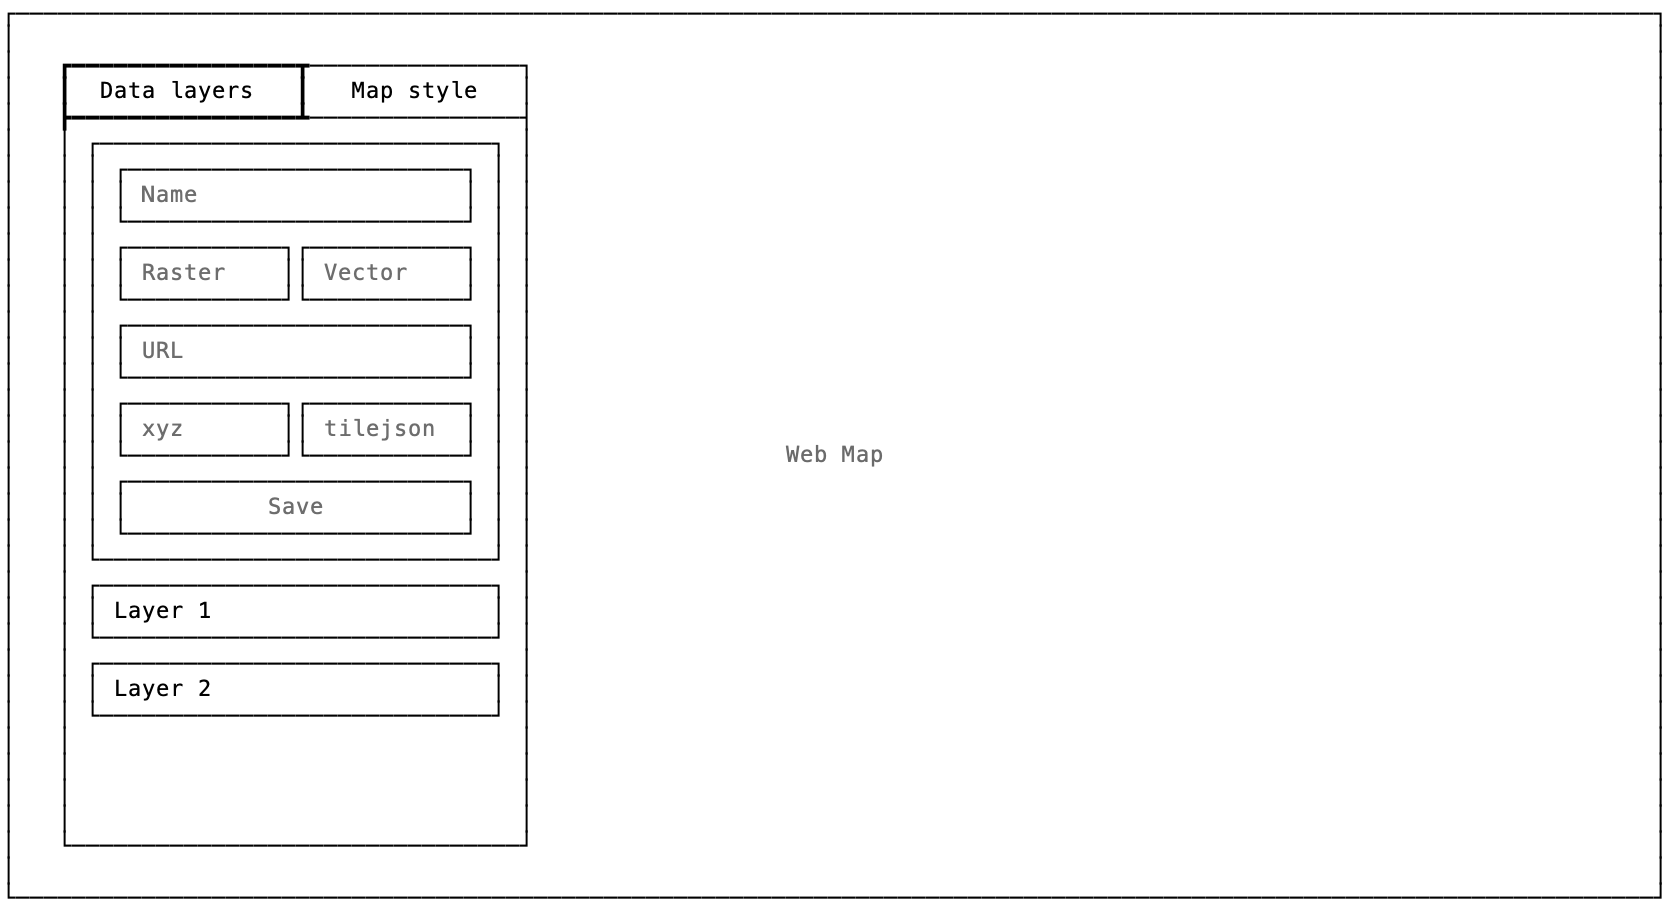 Data layers
Map style
Name
Raster
Vector
URL
xyz
tilejson
Save
Layer 1
Layer 2
Web Map